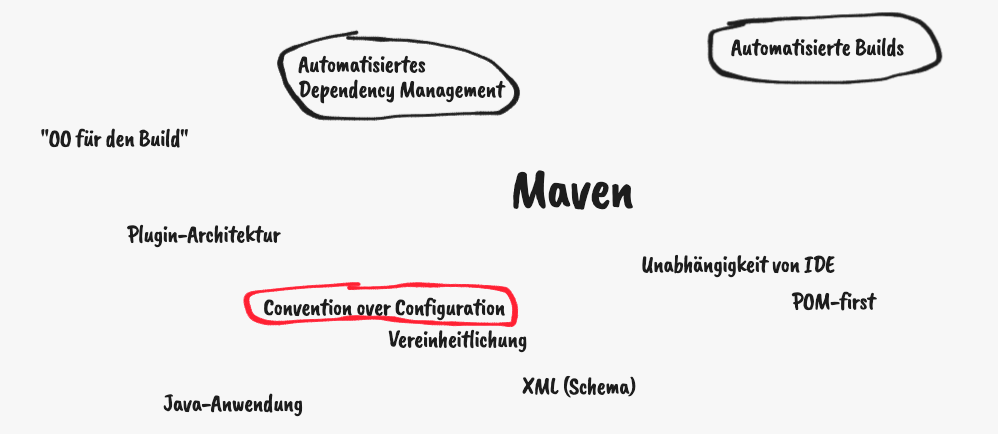 Automatisierte Builds
Automatisiertes
Dependency Management
"OO für den Build"
Maven
Plugin-Architektur
Unabhängigkeit von IDE
POM-first
Convention over Configuration
Vereinheitlichung
XML (Schema)
Java-Anwendung